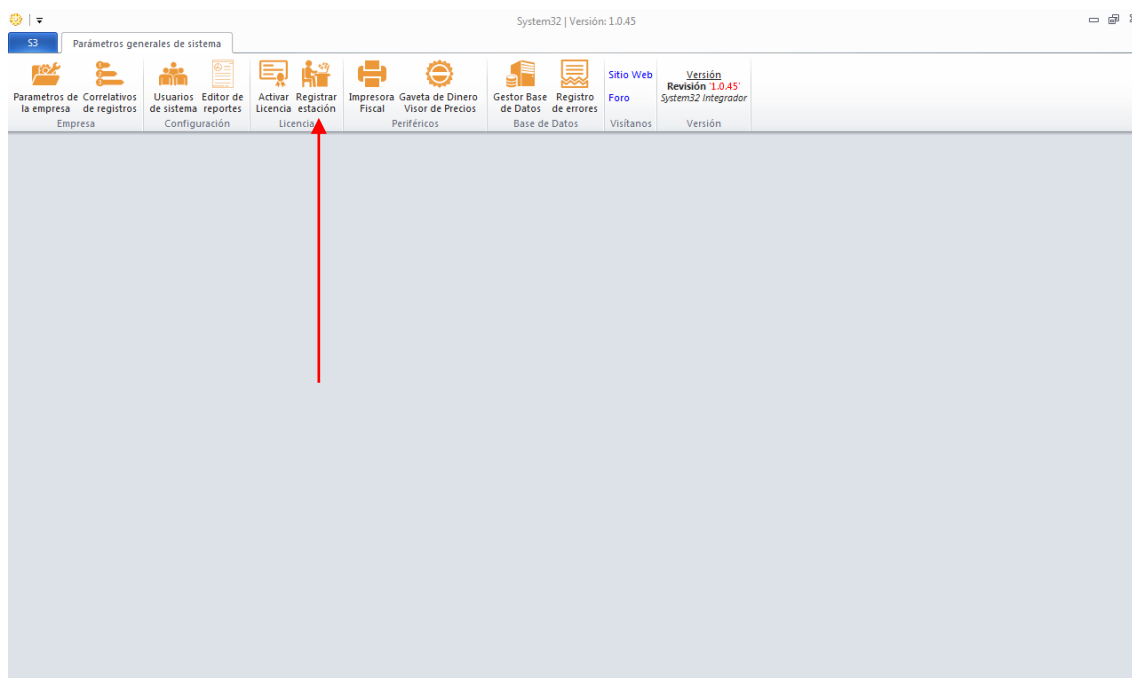 System32 | Versión: 1.0.45
S3
Parámetros generales de sistema
Parametros de la empresa
Correlativos de registros
Empresa
Usuarios de sistema
Editor de reportes
Configuración
Activar Licencia
Registrar estación
Licencia
Impresora Fiscal
Gaveta de Dinero Visor de Precios
Periféricos
Gestor Base de Datos
Registro de errores
Base de Datos
Sitio Web
Foro
Visítanos
Versión
Revisión '1.0.45'
System32 Integrador
Versión